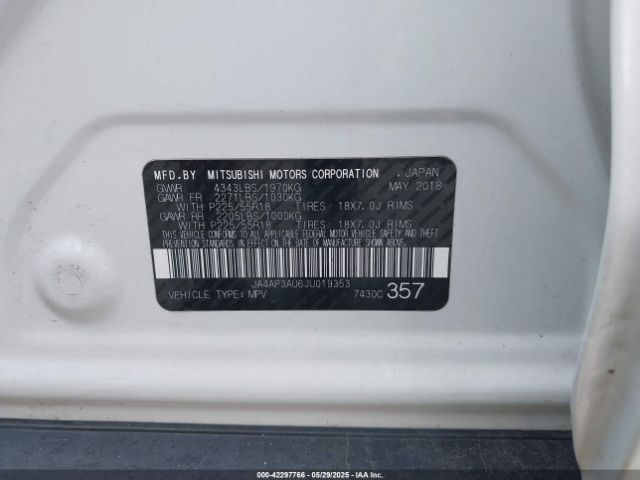 MFD.BY MITSUBISHI MOTORS CORPORATION . JAPAN
GVWR 4343LBS/1970KG MAY 2018
GAWR FR 2271LBS/1030KG
WITH P225/55R18 TIRES 18X7.0J RIMS
GAWR RR 2205LBS/1000KG
WITH P225/55R18 TIRES 18X7.0J RIMS
THIS VEHICLE CONFORMS TO ALL APPLICABLE FEDERAL MOTOR VEHICLE SAFETY AND THEFT
PREVENTION STANDARDS IN EFFECT ON THE DATE OF MANUFACTURE SHOWN ABOVE.
JA4AP3AU6JU019353
VEHICLE TYPE: MPV 7430C 357
000-42297766 - 05/29/2025 - IAAI.CA